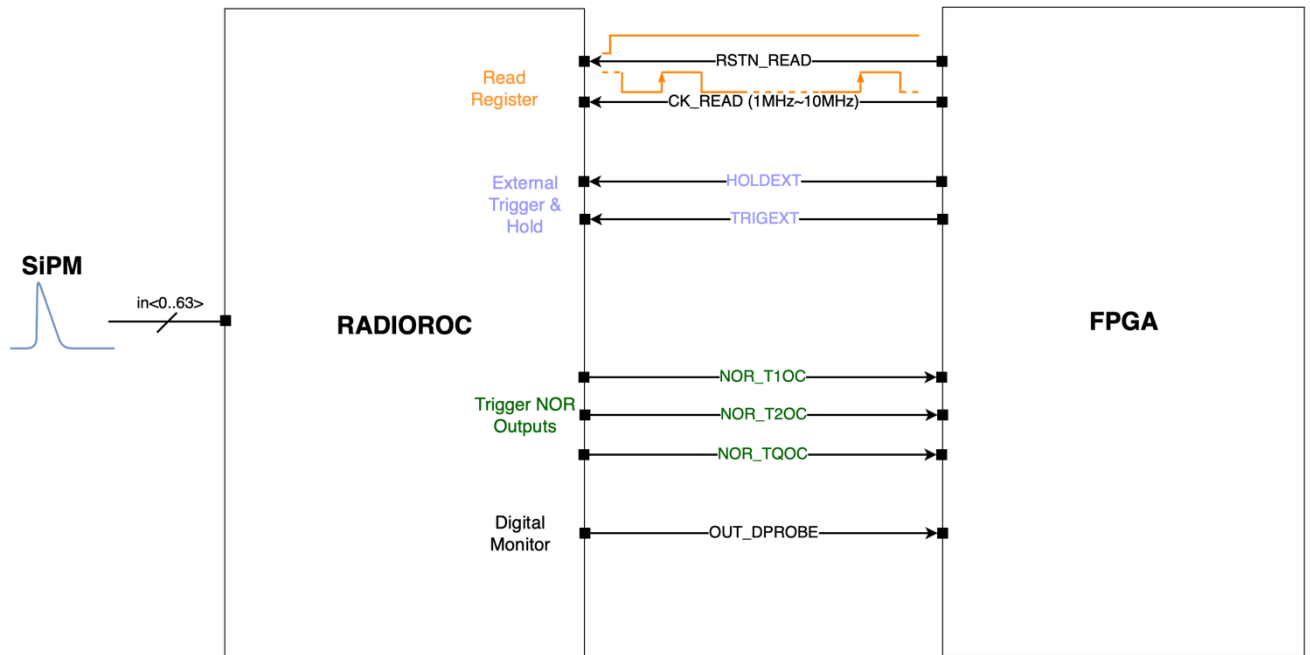 RSTN_READ
Read
Register
CK_READ (1MHz~10MHz)
External
Trigger &
Hold
HOLDEXT
TRIGEXT
SiPM
in<0..63>
RADIOROC
FPGA
NOR_T1OC
Trigger NOR
Outputs
NOR_T2OC
NOR_TQOC
Digital
Monitor
OUT_DPROBE